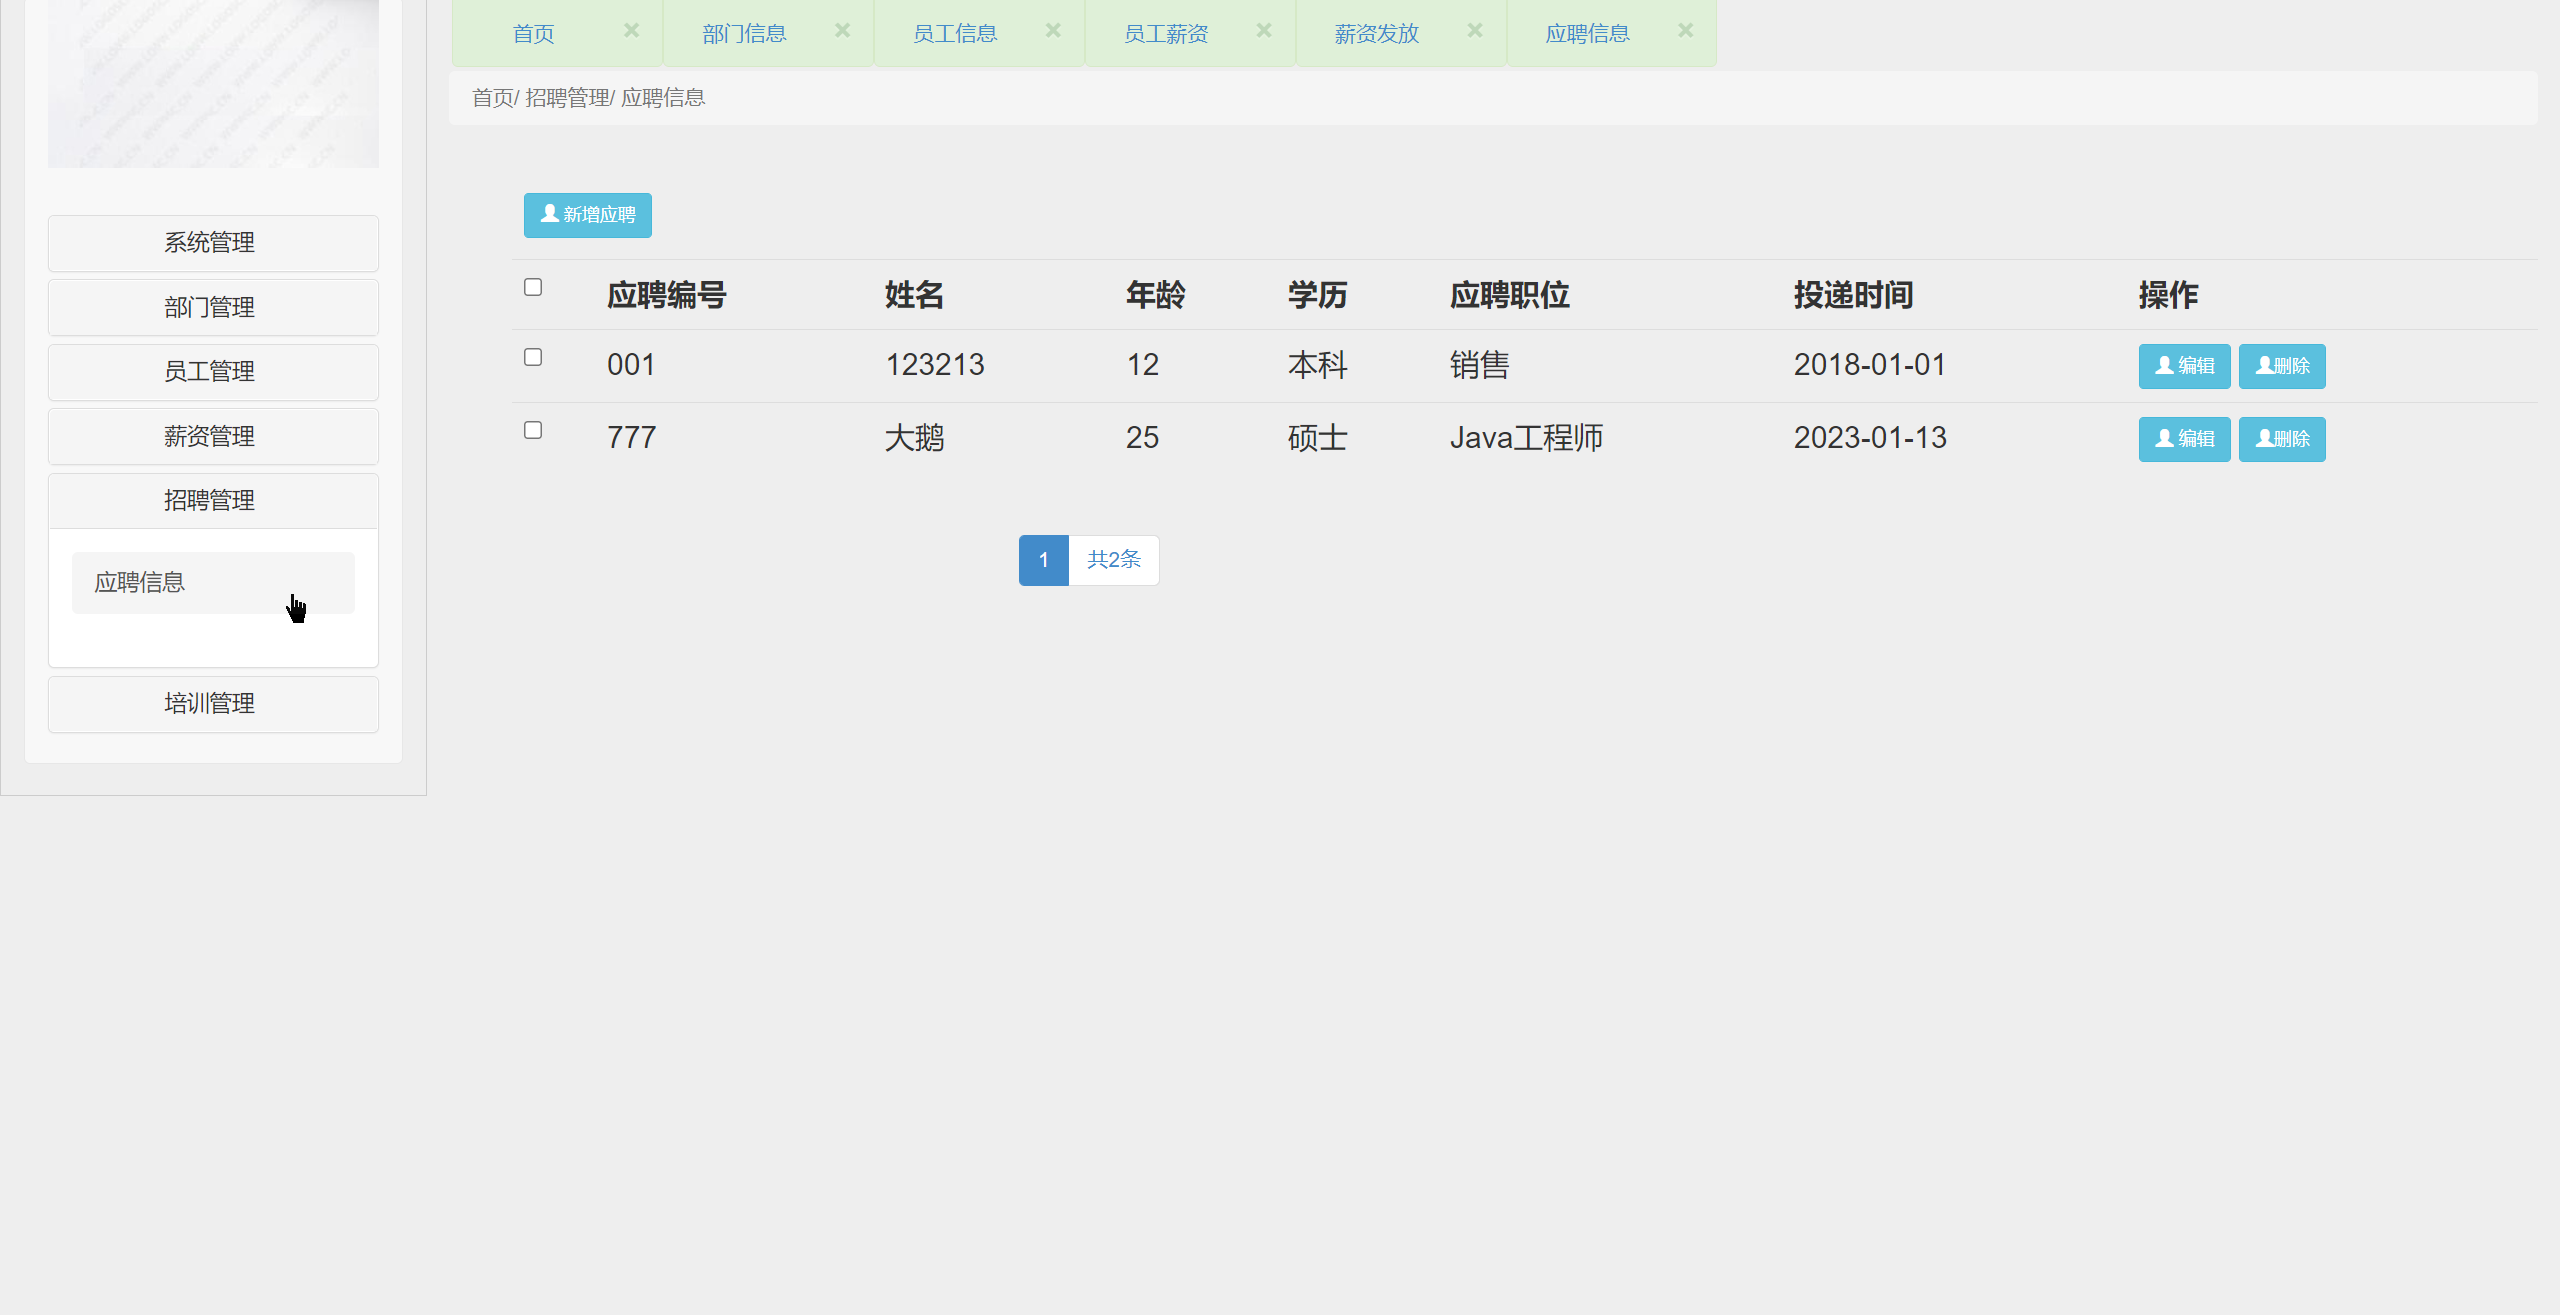 首页 × 部门信息 × 员工信息 × 员工薪资 × 薪资发放 × 应聘信息 ×
首页/ 招聘管理/ 应聘信息
系统管理
部门管理
员工管理
薪资管理
招聘管理
应聘信息
培训管理
新增应聘
应聘编号 姓名 年龄 学历 应聘职位 投递时间 操作
001 123213 12 本科 销售 2018-01-01 编辑 删除
777 大鹅 25 硕士 Java工程师 2023-01-13 编辑 删除
1 共2条